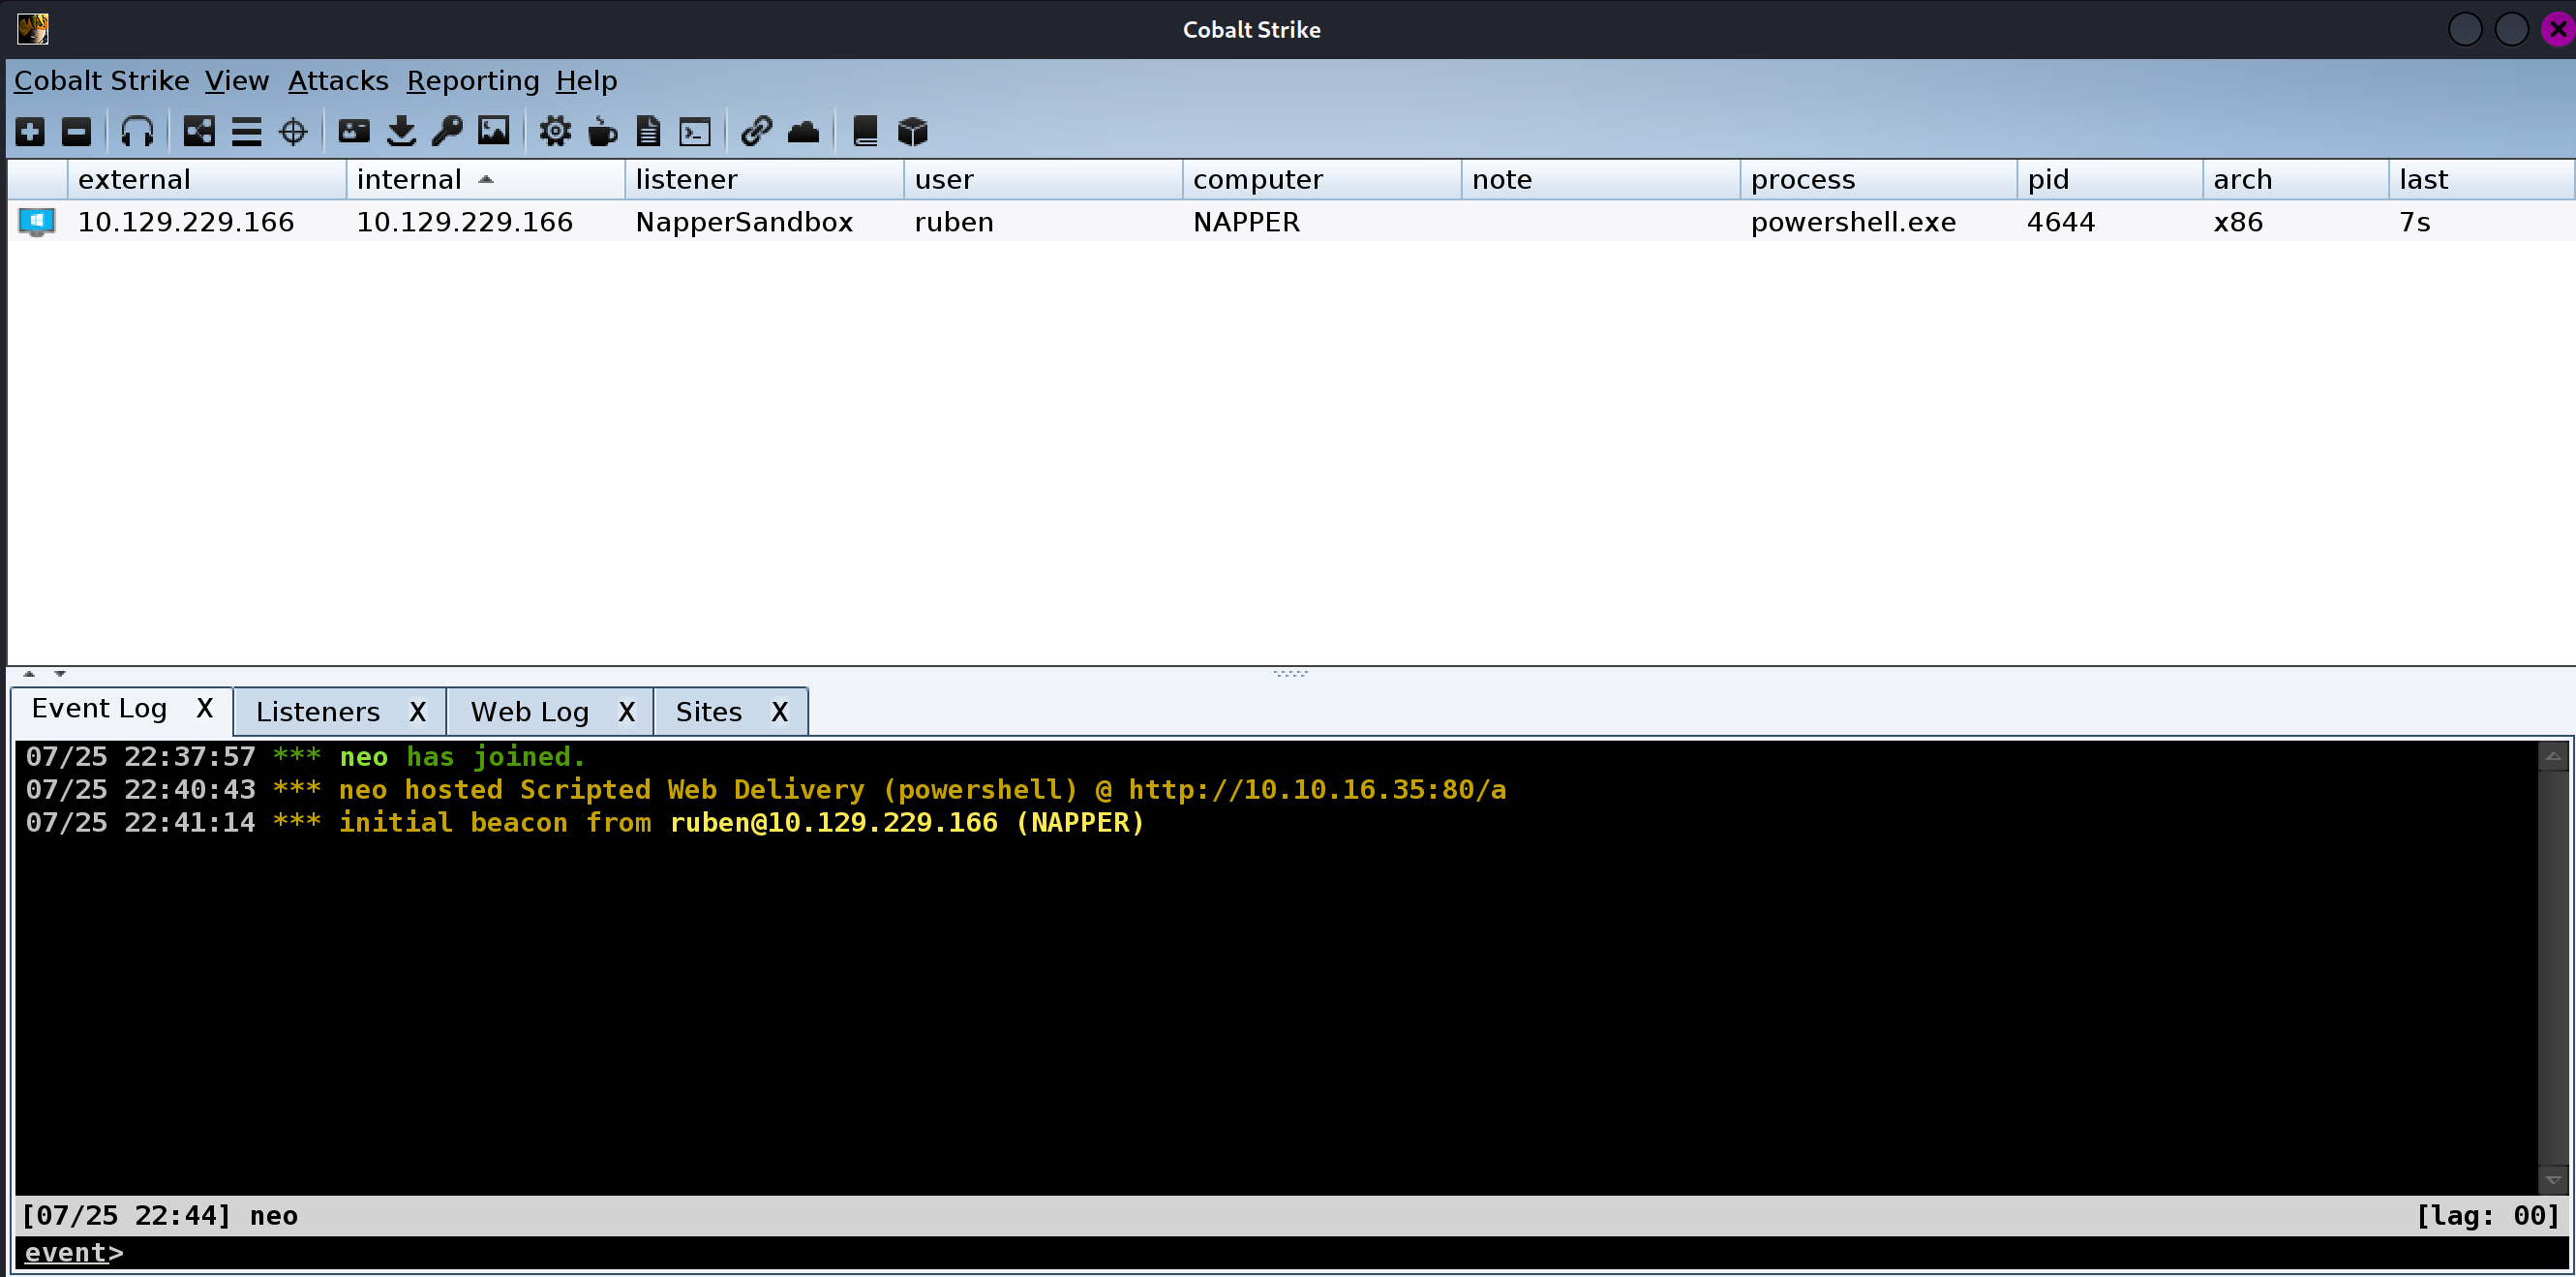 Cobalt Strike
Cobalt Strike View Attacks Reporting Help
external internal listener user computer note process pid arch last
10.129.229.166 10.129.229.166 NapperSandbox ruben NAPPER powershell.exe 4644 x86 7s
Event Log X Listeners X Web Log X Sites X
07/25 22:37:57 *** neo has joined.
07/25 22:40:43 *** neo hosted Scripted Web Delivery (powershell) @ http://10.10.16.35:80/a
07/25 22:41:14 *** initial beacon from ruben@10.129.229.166 (NAPPER)
[07/25 22:44] neo [lag: 00]
event>